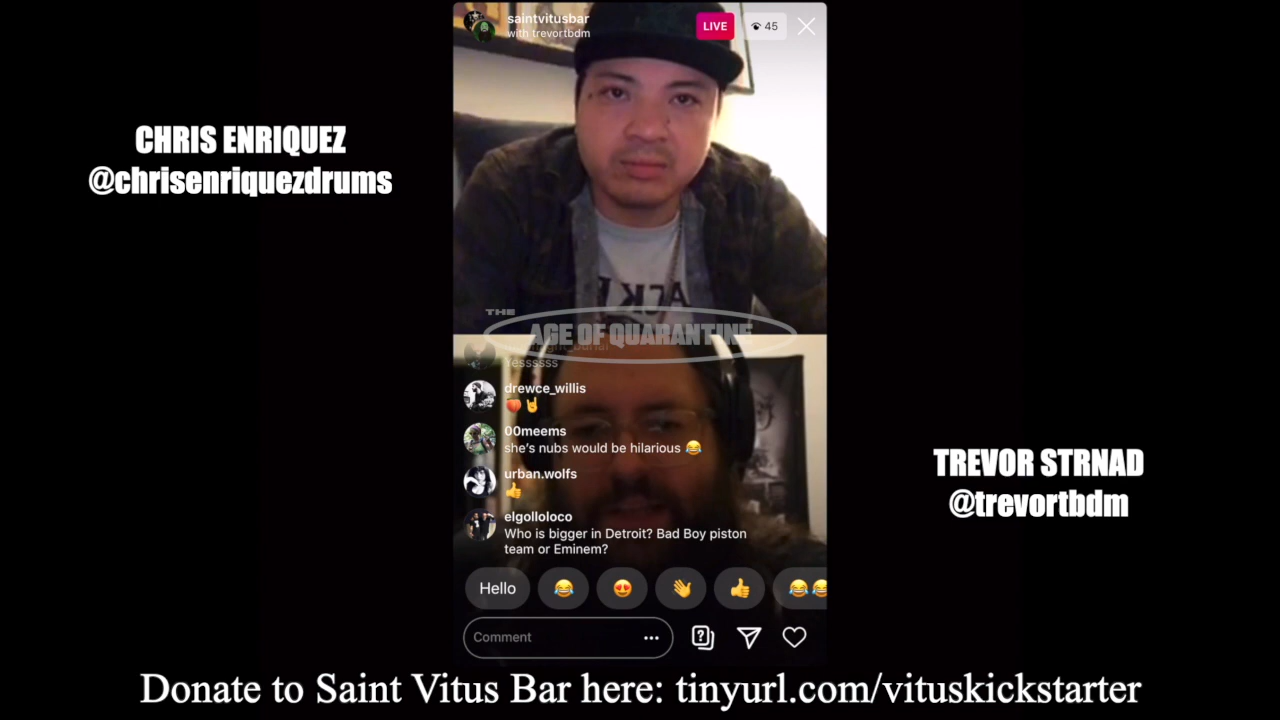 saintvitusbar
with trevortbdm
LIVE
45
CHRIS ENRIQUEZ
@chrisenriquezdrums
THE
AGE OF QUARANTINE
Yesssss
drewce_willis
00meems
she's nubs would be hilarious 😂
urban.wolfs
elgolloloco
Who is bigger in Detroit? Bad Boy piston
team or Eminem?
TREVOR STRNAD
@trevortbdm
Hello
Comment
Donate to Saint Vitus Bar here: tinyurl.com/vituskickstarter